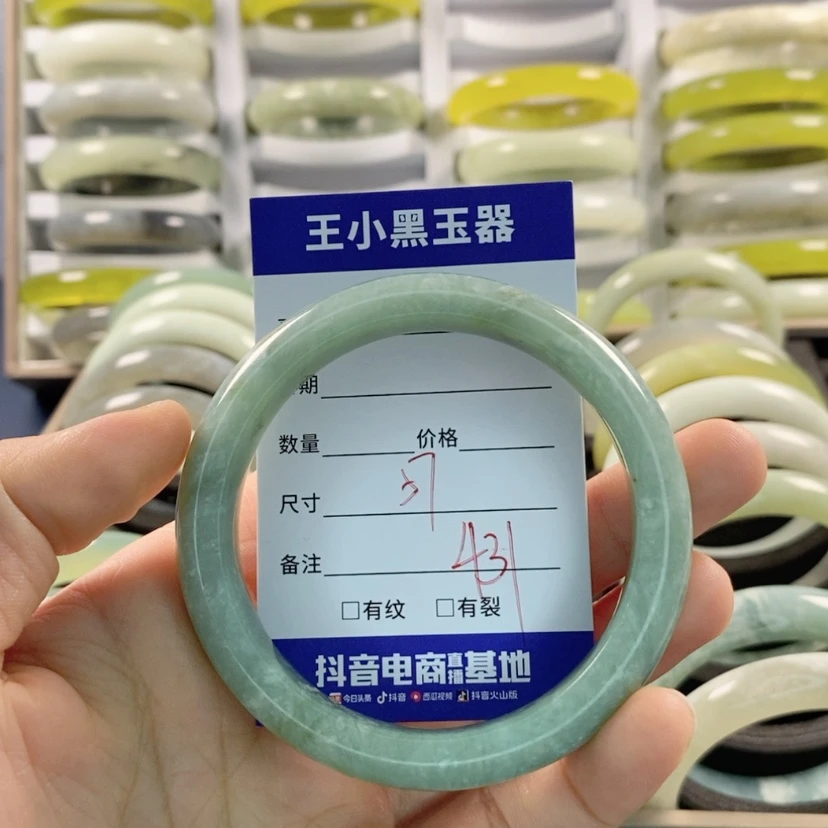 王小黑玉器
期
数量 价格
尺寸 57
备注 431
□有纹 □有裂
抖音电商直播基地
今日头条 抖音 西瓜视频 抖音火山版